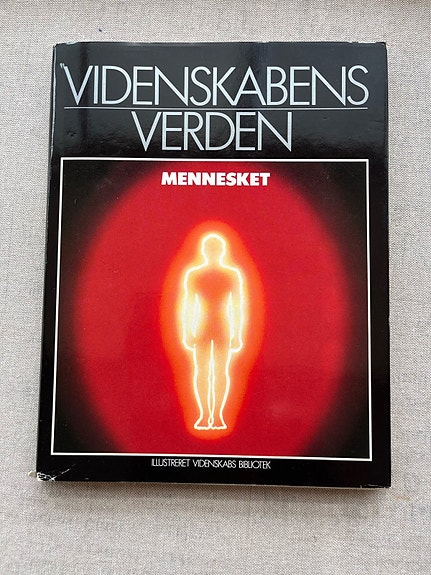 VIDENSKABENS
VERDEN
MENNESKET
ILLUSTRERET VIDENSKABS BIBLIOTEK